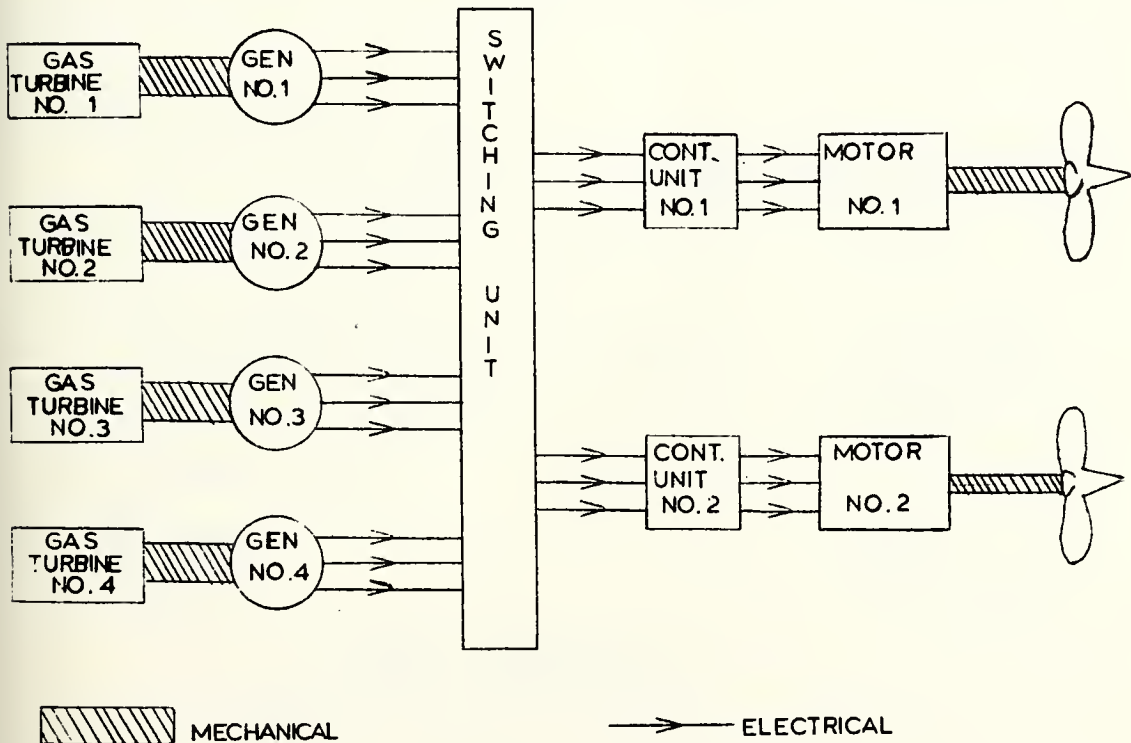 GAS
TURBINE
NO. 1
GEN
NO.1
GAS
TURBINE
NO.2
GEN
NO.2
GAS
TURBINE
NO.3
GEN
NO.3
GAS
TURBINE
NO.4
GEN
NO.4
SWITCHING UNIT
CONT.
UNIT
NO.1
MOTOR
NO.1
CONT.
UNIT
NO.2
MOTOR
NO.2
MECHANICAL
ELECTRICAL